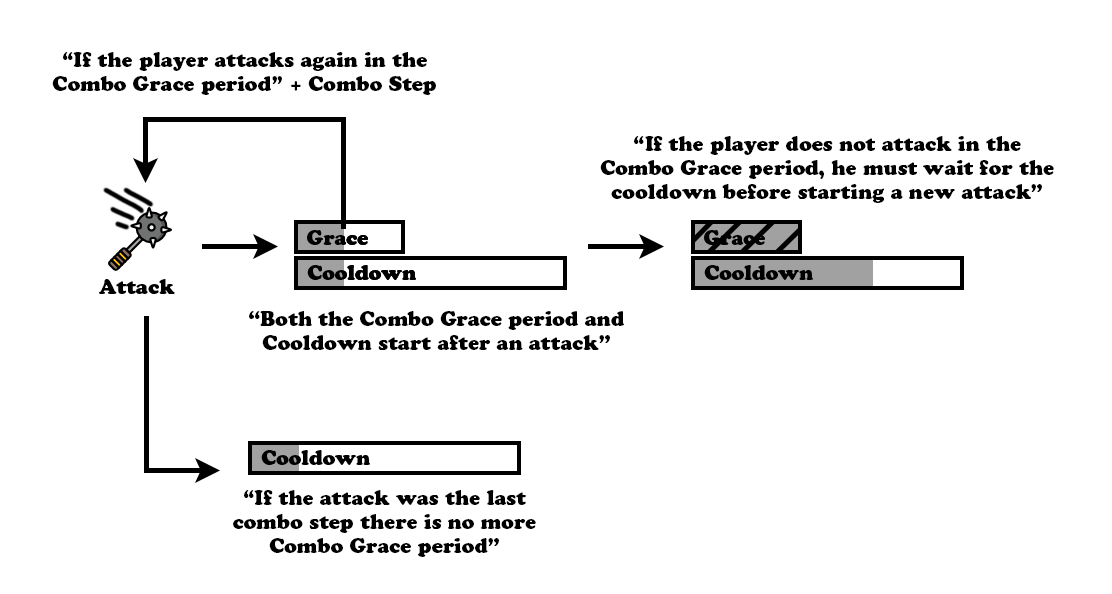 “If the player attacks again in the
Combo Grace period” + Combo Step
“If the player does not attack in the
Combo Grace period, he must wait for the
cooldown before starting a new attack”
Grace
Cooldown
Grace
Cooldown
Attack
“Both the Combo Grace period and
Cooldown start after an attack”
Cooldown
“If the attack was the last
combo step there is no more
Combo Grace period”